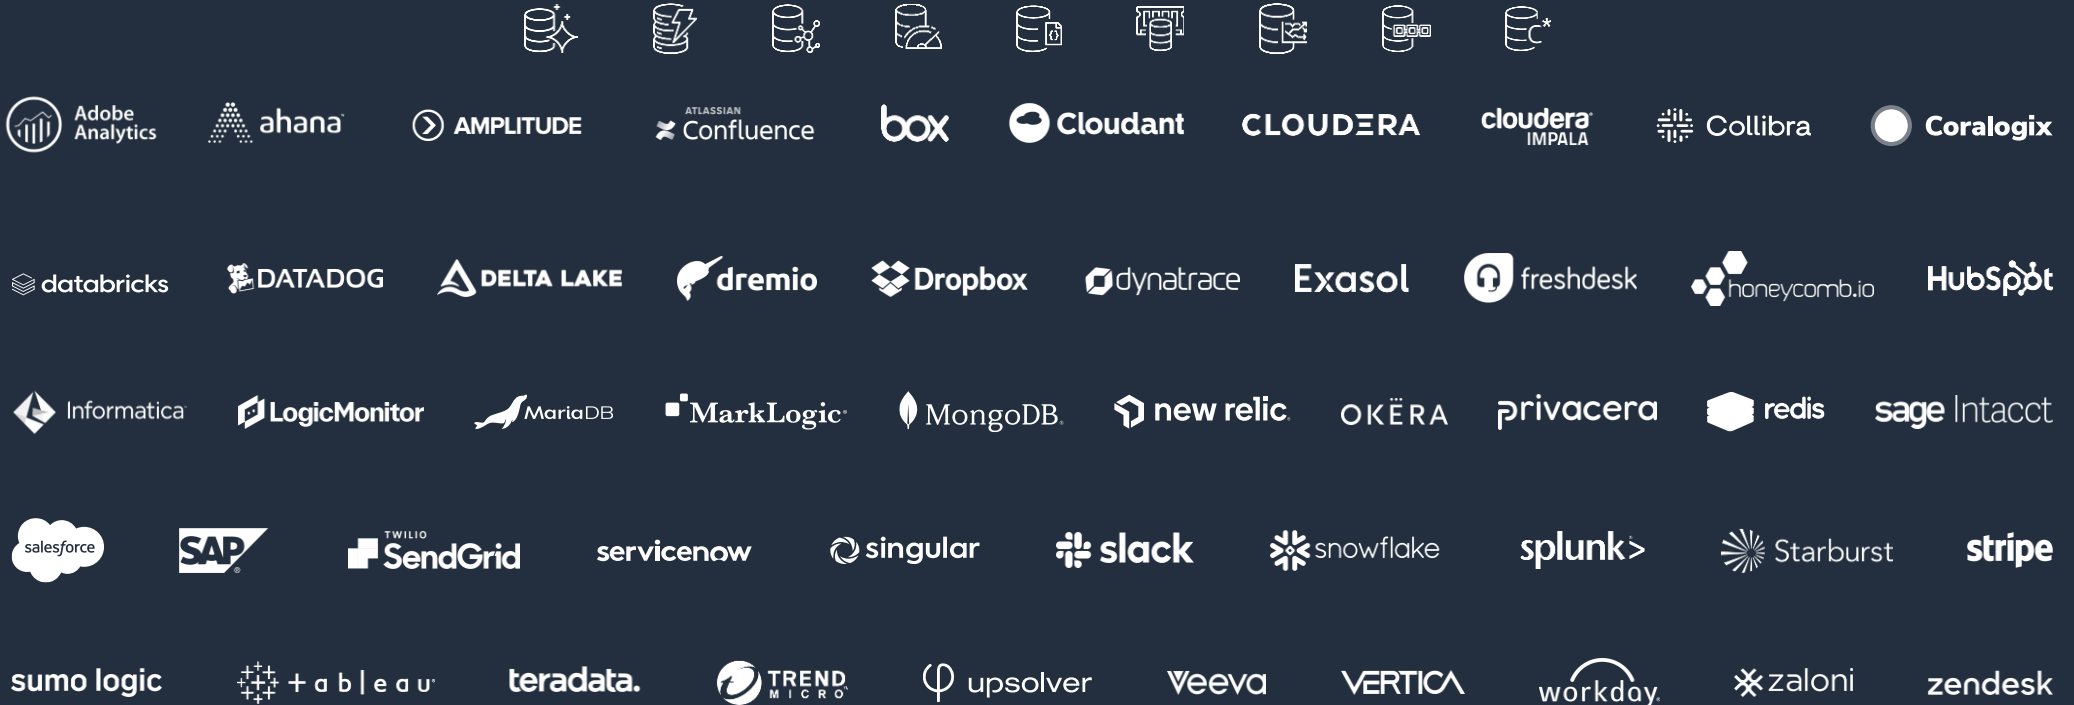 Adobe Analytics ahana AMPLITUDE ATLASSIAN Confluence box Cloudant CLOUDERA cloudera IMPALA Collibra Coralogix
databricks DATADOG DELTA LAKE dremio Dropbox dynatrace Exasol freshdesk honeycomb.io HubSpot
Informatica LogicMonitor MariaDB MarkLogic MongoDB. new relic. OKËRA privacera redis sage Intacct
salesforce SAP TWILIO SendGrid servicenow singular slack snowflake splunk> Starburst stripe
sumo logic tableau teradata. TREND MICRO upsolver Veeva VERTICA workday. zaloni zendesk